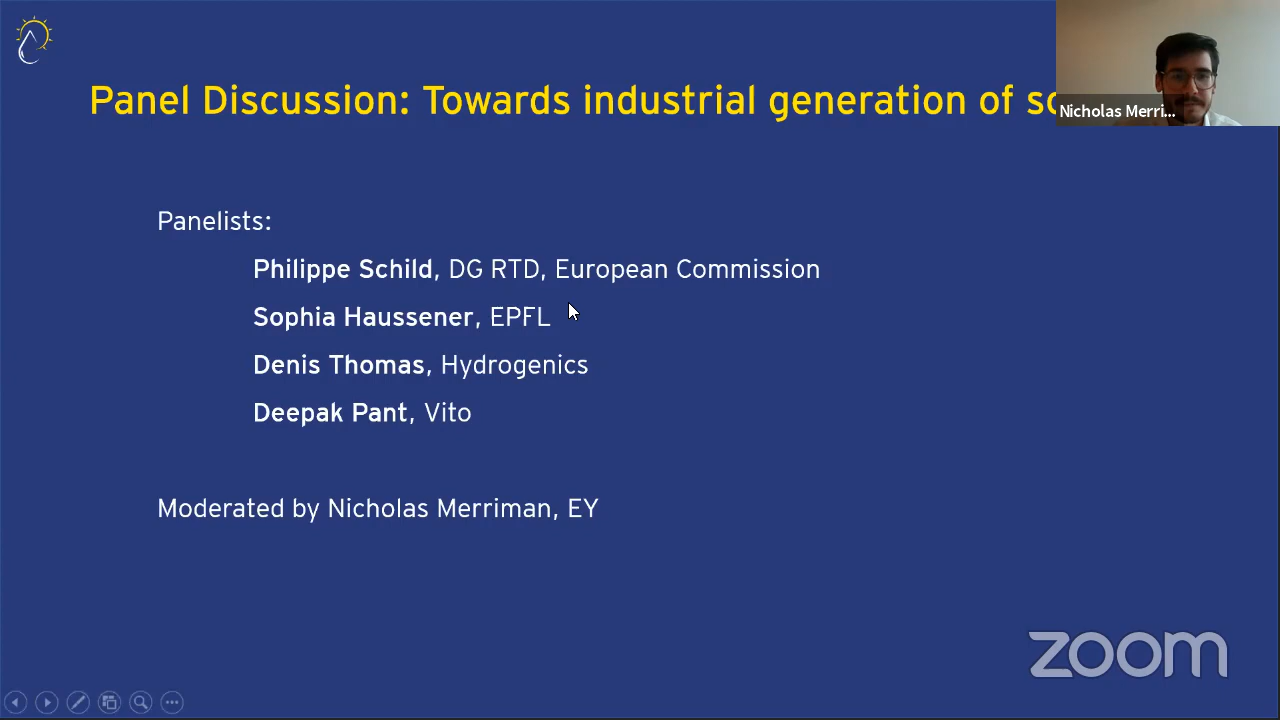 Panel Discussion: Towards industrial generation of
Nicholas Merri...
Panelists:
Philippe Schild, DG RTD, European Commission
Sophia Haussener, EPFL
Denis Thomas, Hydrogenics
Deepak Pant, Vito
Moderated by Nicholas Merriman, EY
zoom